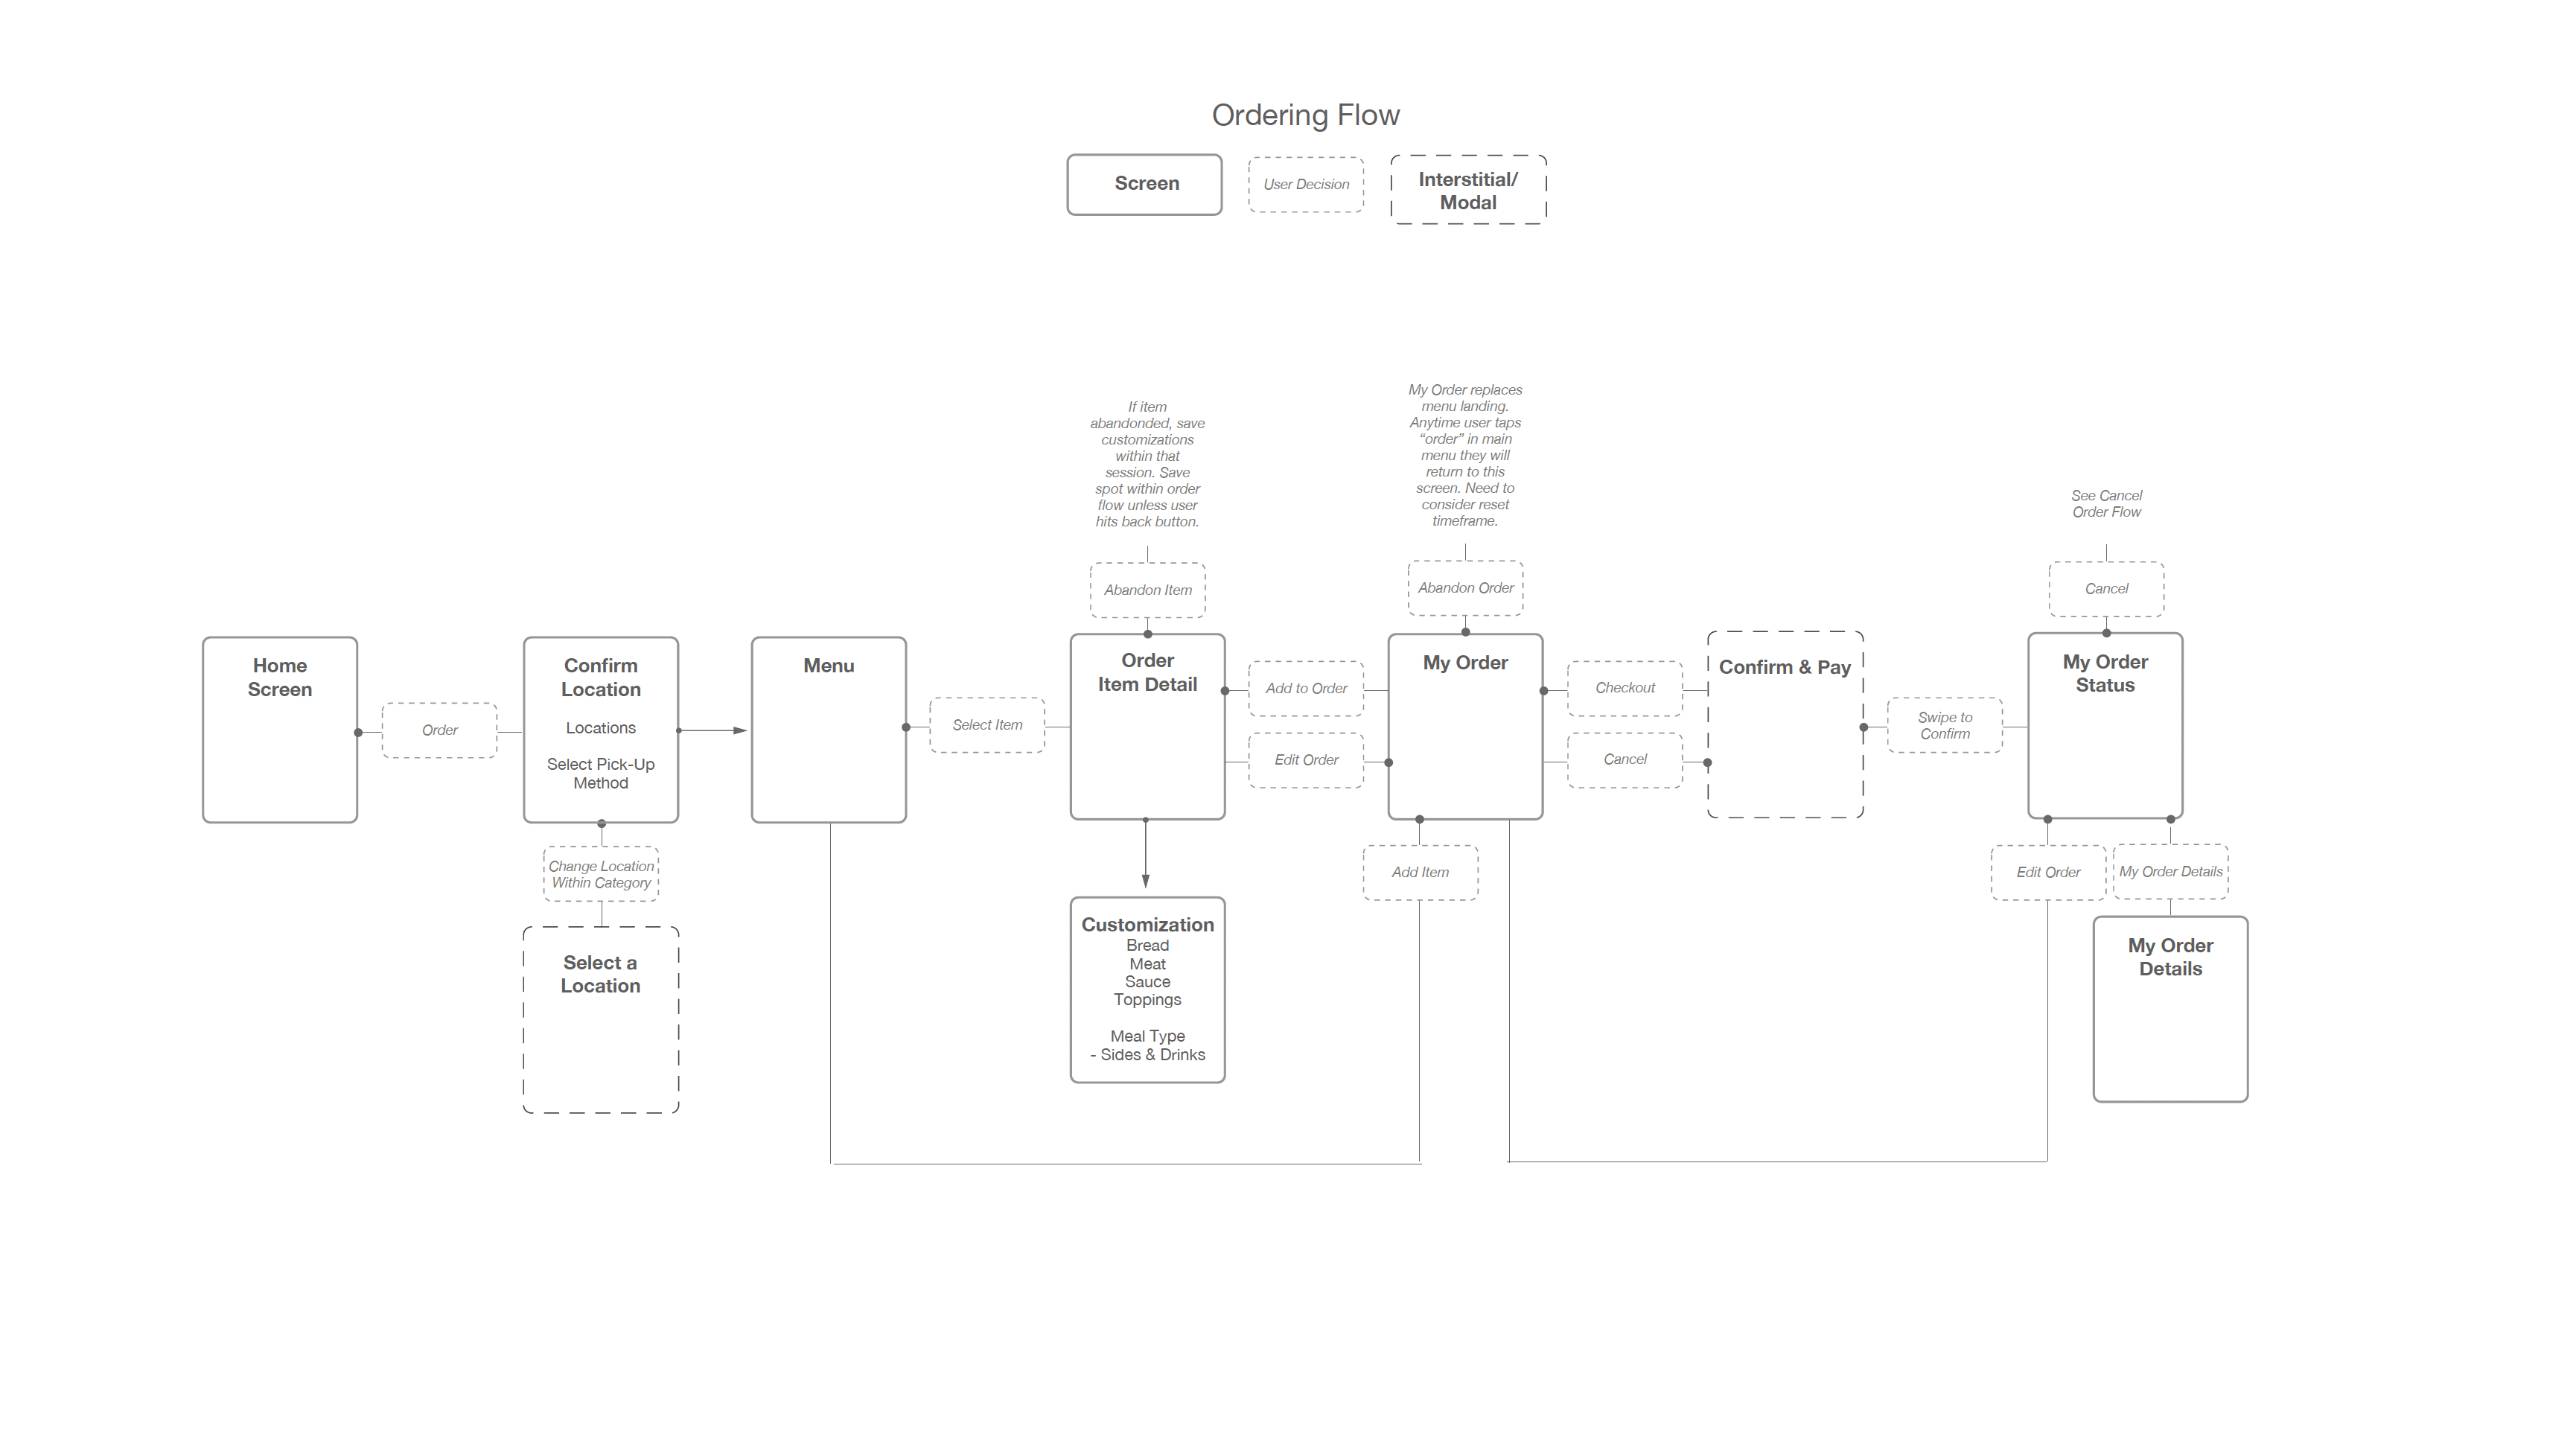 Ordering Flow
Screen
User Decision
Interstitial/
Modal
If item
abandonded, save
customizations
within that
session. Save
spot within order
flow unless user
hits back button.
My Order replaces
menu landing.
Anytime user taps
“order” in main
menu they will
return to this
screen. Need to
consider reset
timeframe.
See Cancel
Order Flow
Abandon Item
Abandon Order
Cancel
Home
Screen
Order
Confirm
Location
Locations
Select Pick-Up
Method
Menu
Select Item
Order
Item Detail
Add to Order
Edit Order
My Order
Checkout
Cancel
Confirm & Pay
Swipe to
Confirm
My Order
Status
Change Location
Within Category
Select a
Location
Customization
Bread
Meat
Sauce
Toppings
Meal Type
- Sides & Drinks
Add Item
Edit Order
My Order Details
My Order
Details